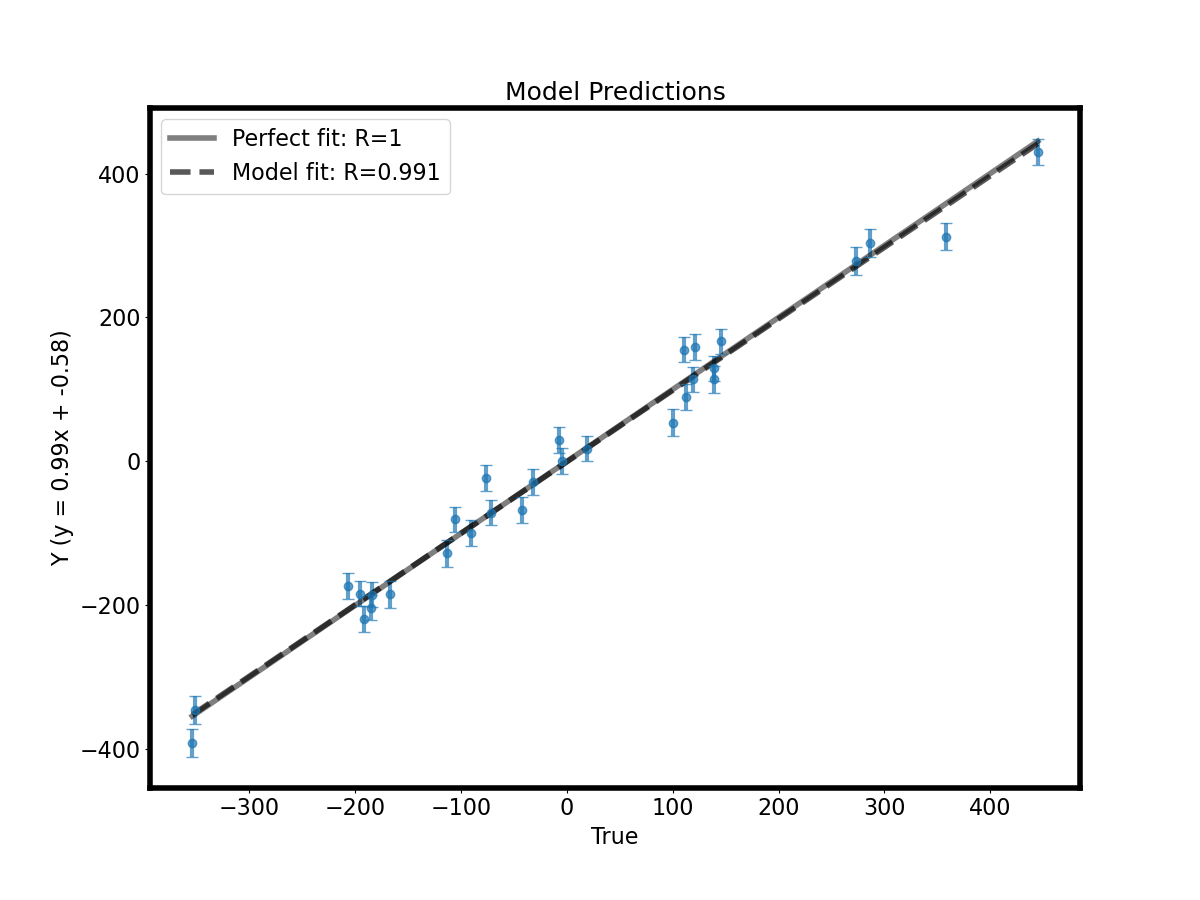 Model Predictions
Perfect fit: R=1
Model fit: R=0.991
400
200
0
−200
−400
Y (y = 0.99x + -0.58)
−300
−200
−100
0
100
200
300
400
True